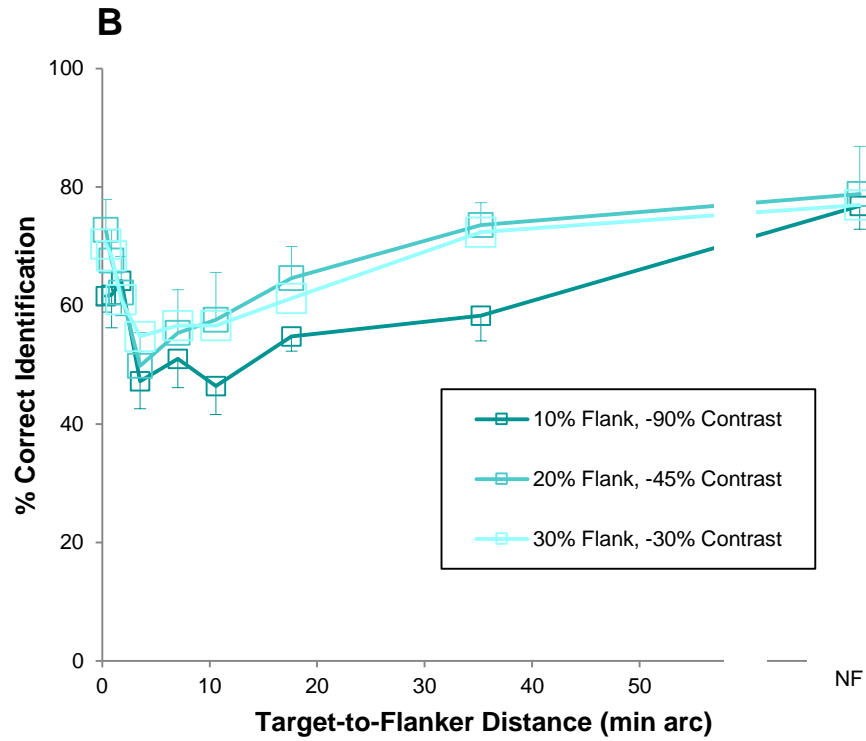 B
100
80
60
40
20
0
% Correct Identification
10% Flank, -90% Contrast
20% Flank, -45% Contrast
30% Flank, -30% Contrast
0 10 20 30 40 50 NF
Target-to-Flanker Distance (min arc)